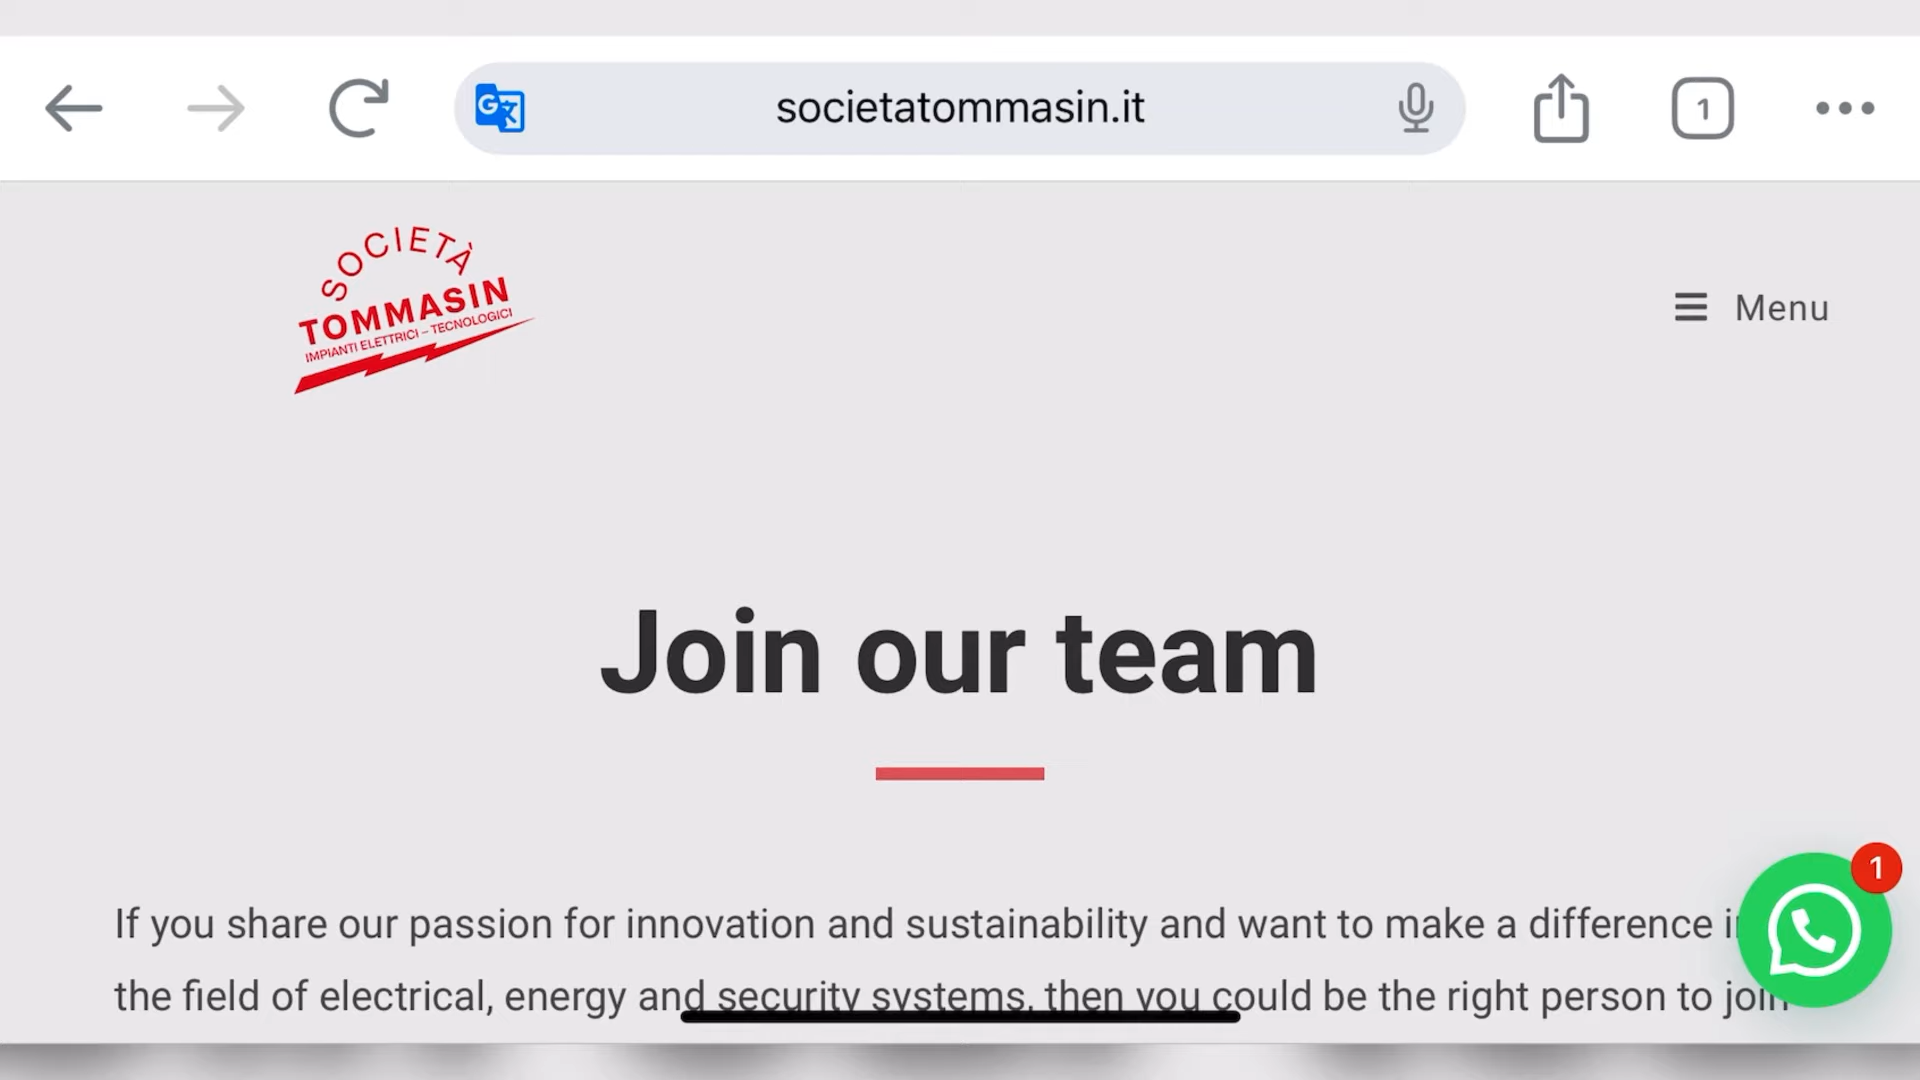 societatommasin.it
1
SOCIETÀ
TOMMASIN
IMPIANTI ELETTRICI – TECNOLOGICI
Menu
Join our team
1
If you share our passion for innovation and sustainability and want to make a difference in
the field of electrical, energy and security systems, then you could be the right person to join